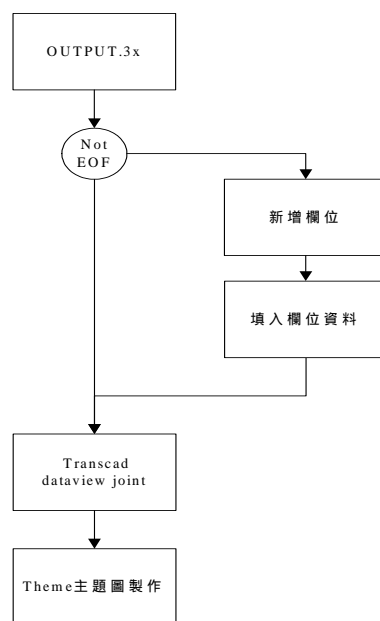 OUTPUT.3x
Not
EOF
新增欄位
填入欄位資料
Transcad
dataview joint
Theme主題圖製作